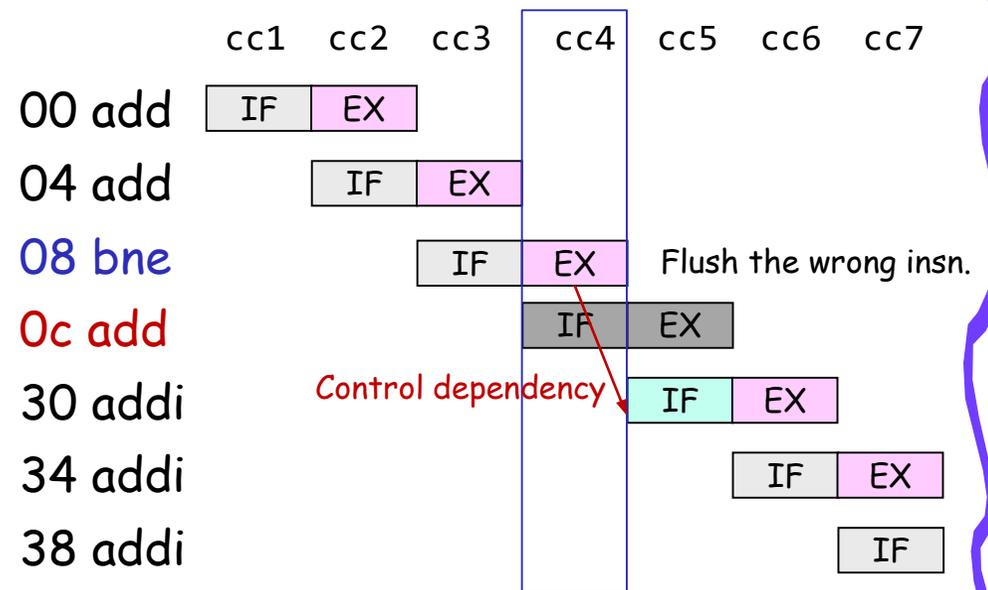 cc1 cc2 cc3 cc4 cc5 cc6 cc7
00 add IF EX
04 add IF EX
08 bne IF EX Flush the wrong insn.
0c add IF EX
Control dependency
30 addi IF EX
34 addi IF EX
38 addi IF